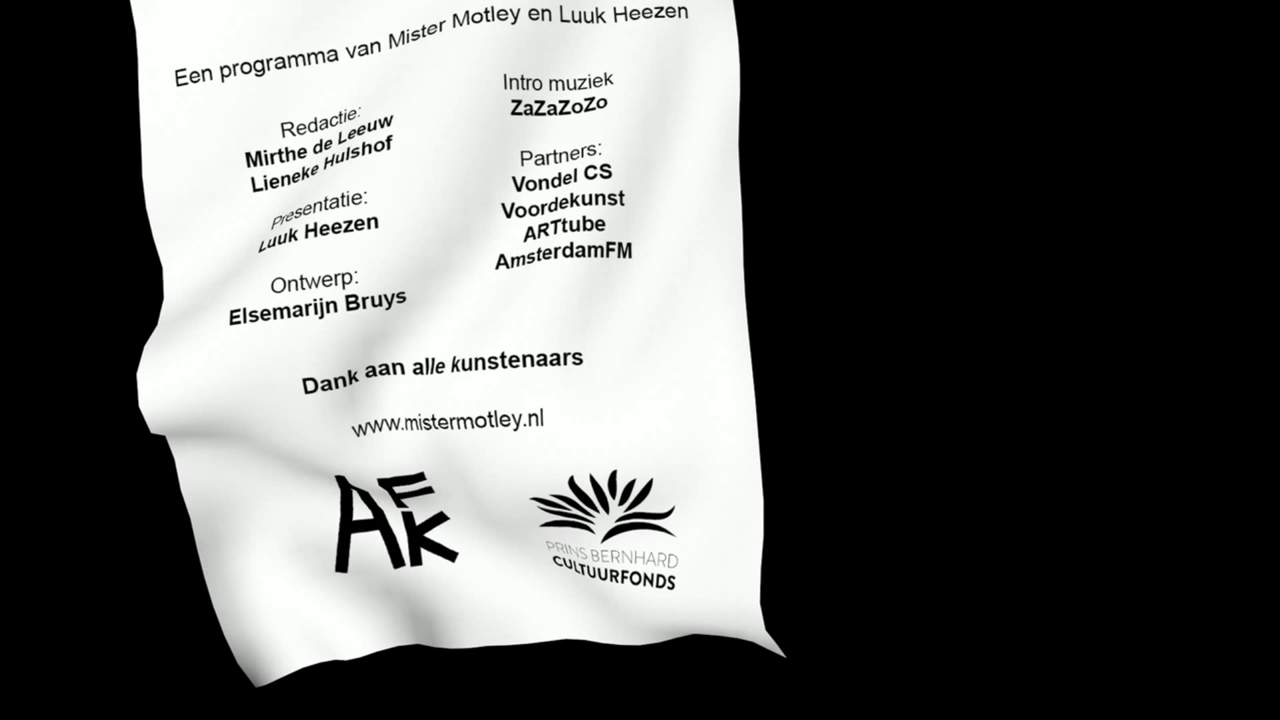 Een programma van Mister Motley en Luuk Heezen
Redactie:
Mirthe de Leeuw
Lieneke Hulshof
Presentatie:
Luuk Heezen
Ontwerp:
Elsemarijn Bruys
Intro muziek
ZaZaZoZo
Partners:
Vondel CS
Voordekunst
ARTtube
AmsterdamFM
Dank aan alle kunstenaars
www.mistermotley.nl
AFK
PRINS BERNHARD
CULTUURFONDS